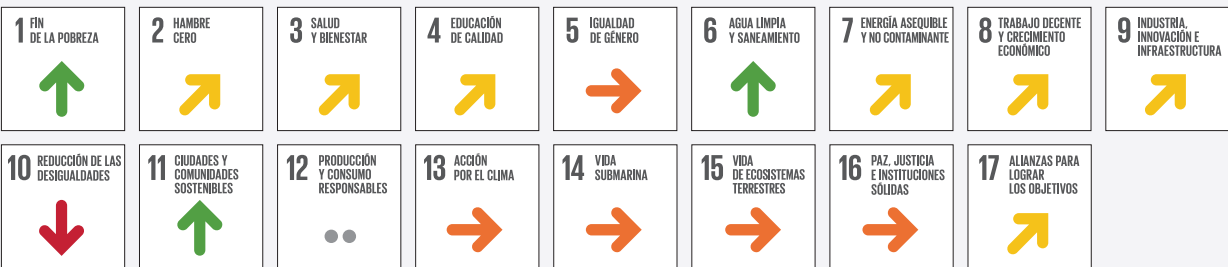 1 FIN
DE LA POBREZA
2 HAMBRE
CERO
3 SALUD
Y BIENESTAR
4 EDUCACIÓN
DE CALIDAD
5 IGUALDAD
DE GÉNERO
6 AGUA LIMPIA
Y SANEAMIENTO
7 ENERGÍA ASEQUIBLE
Y NO CONTAMINANTE
8 TRABAJO DECENTE
Y CRECIMIENTO
ECONÓMICO
9 INDUSTRIA,
INNOVACIÓN E
INFRAESTRUCTURA
10 REDUCCIÓN DE LAS
DESIGUALDADES
11 CIUDADES Y
COMUNIDADES
SOSTENIBLES
12 PRODUCCIÓN
Y CONSUMO
RESPONSABLES
13 ACCIÓN
POR EL CLIMA
14 VIDA
SUBMARINA
15 VIDA
DE ECOSISTEMAS
TERRESTRES
16 PAZ, JUSTICIA
E INSTITUCIONES
SÓLIDAS
17 ALIANZAS PARA
LOGRAR
LOS OBJETIVOS